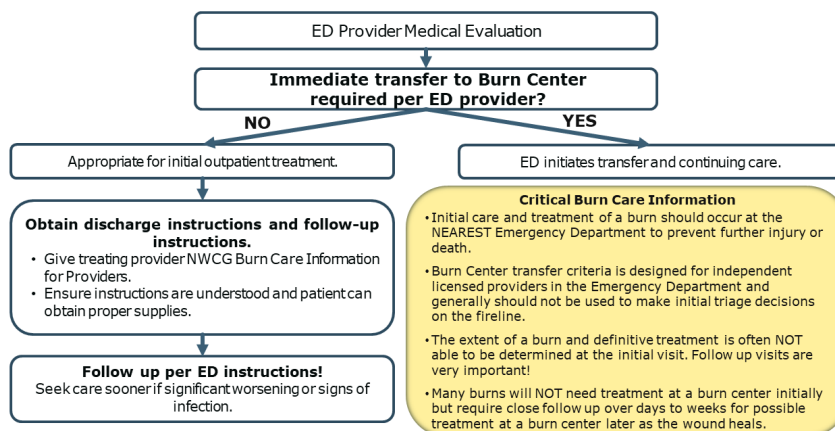 ED Provider Medical Evaluation
Immediate transfer to Burn Center
required per ED provider?
NO
YES
Appropriate for initial outpatient treatment.
ED initiates transfer and continuing care.
Obtain discharge instructions and follow-up
instructions.
• Give treating provider NWCG Burn Care Information
for Providers.
• Ensure instructions are understood and patient can
obtain proper supplies.
Follow up per ED instructions!
Seek care sooner if significant worsening or signs of
infection.
Critical Burn Care Information
• Initial care and treatment of a burn should occur at the
NEAREST Emergency Department to prevent further injury or
death.
• Burn Center transfer criteria is designed for independent
licensed providers in the Emergency Department and
generally should not be used to make initial triage decisions
on the fireline.
• The extent of a burn and definitive treatment is often NOT
able to be determined at the initial visit. Follow up visits are
very important!
• Many burns will NOT need treatment at a burn center initially
but require close follow up over days to weeks for possible
treatment at a burn center later as the wound heals.